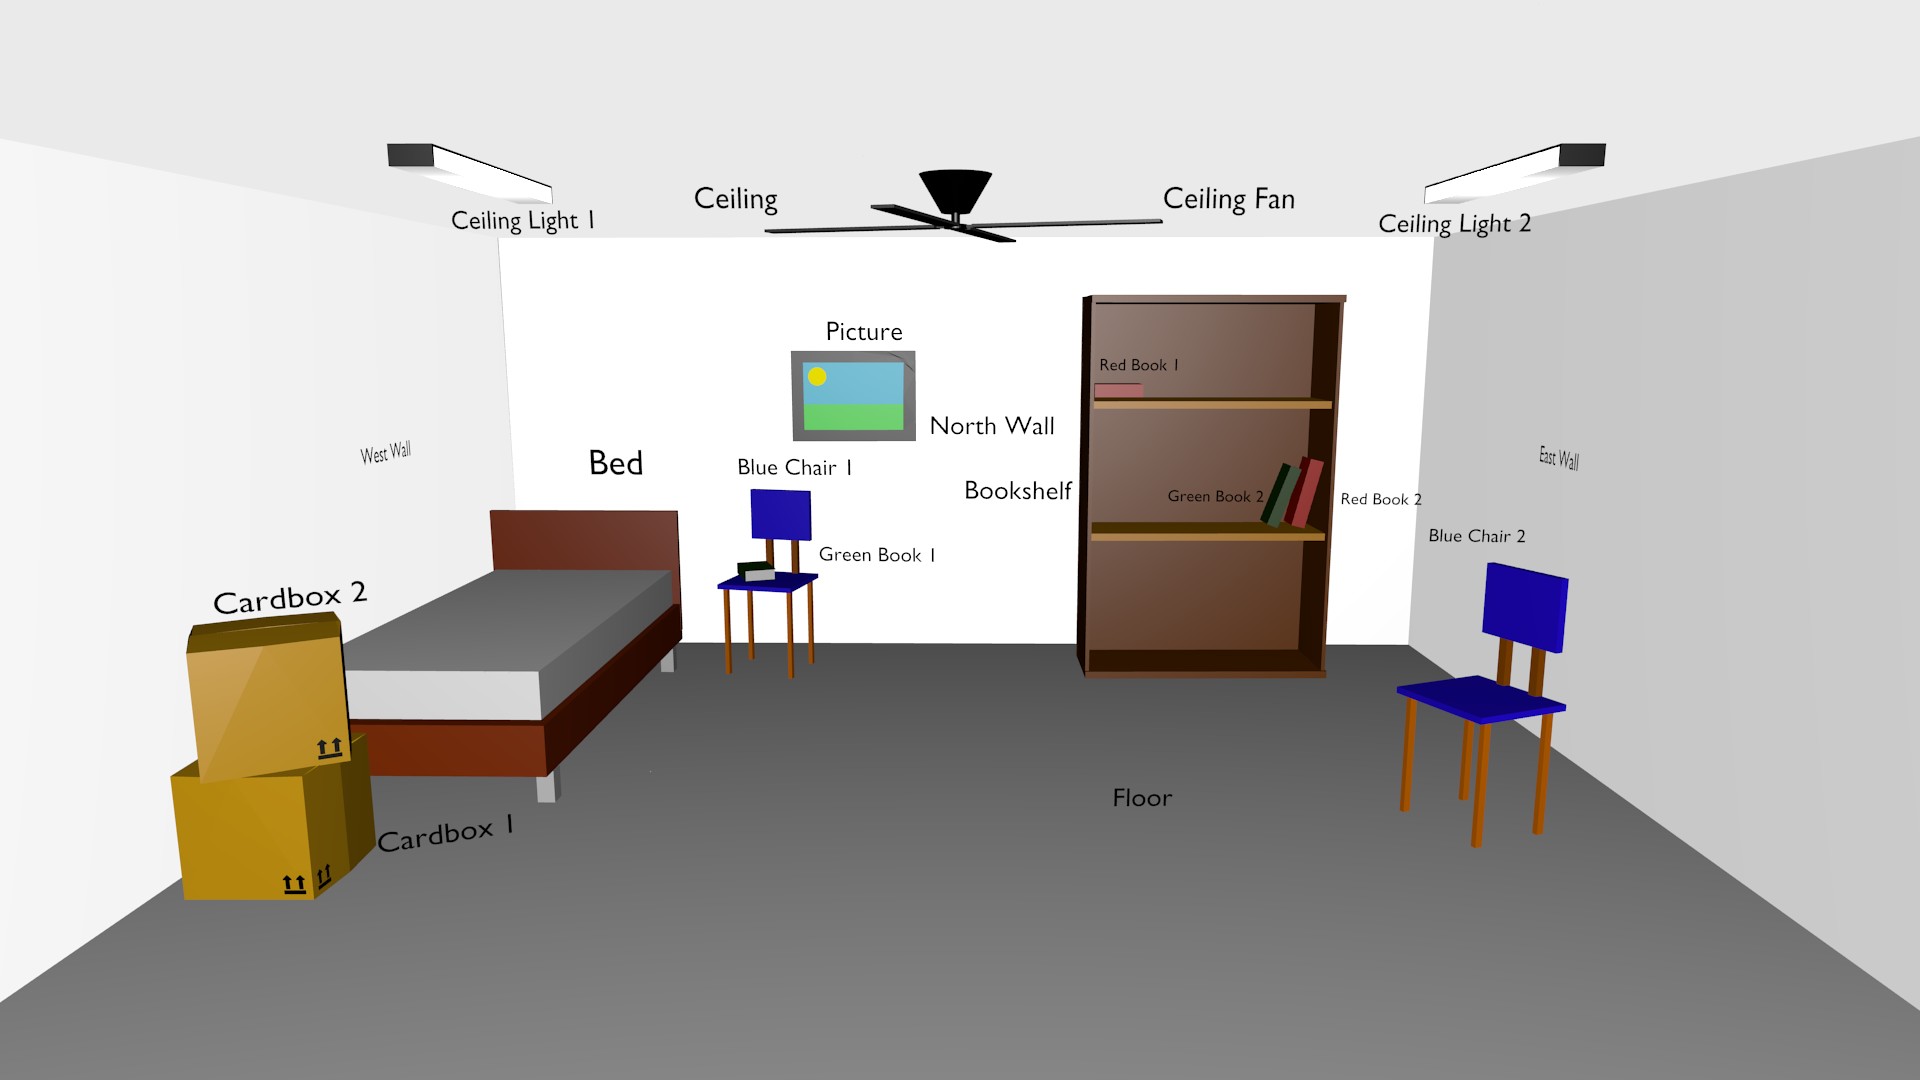 Ceiling
Ceiling Fan
Ceiling Light 1
Ceiling Light 2
Picture
Red Book 1
North Wall
West Wall
East Wall
Bed
Blue Chair 1
Bookshelf
Green Book 2
Red Book 2
Blue Chair 2
Green Book 1
Cardbox 2
Floor
Cardbox 1